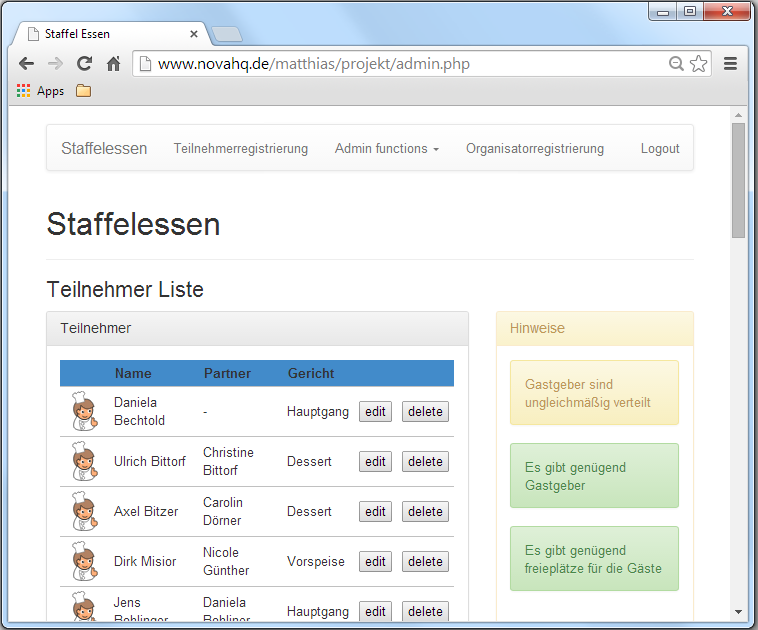 Staffel Essen
www.novahq.de/matthias/projekt/admin.php
Apps
Staffelessen Teilnehmerregistrierung Admin functions Organisatorregistrierung Logout
Staffelessen
Teilnehmer Liste
Teilnehmer
Name Partner Gericht
Daniela
Bechtold
- Hauptgang edit delete
Ulrich Bittorf
Christine
Bittorf
Dessert edit delete
Axel Bitzer
Carolin
Dörner
Dessert edit delete
Dirk Misior
Nicole
Günther
Vorspeise edit delete
Jens
Daniela
Hauptgang edit delete
Hinweise
Gastgeber sind
ungleichmäßig verteilt
Es gibt genügend
Gastgeber
Es gibt genügend
freieplätze für die Gäste